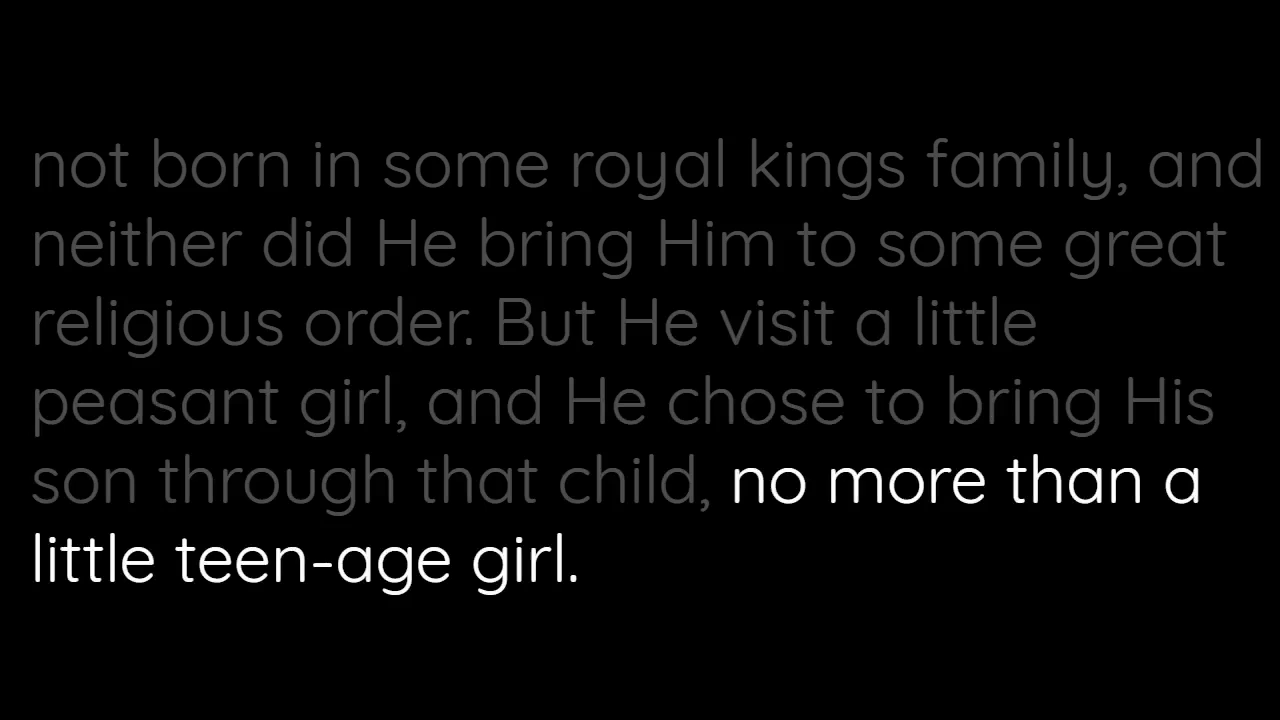 not born in some royal kings family, and
neither did He bring Him to some great
religious order. But He visit a little
peasant girl, and He chose to bring His
son through that child, no more than a
little teen-age girl.